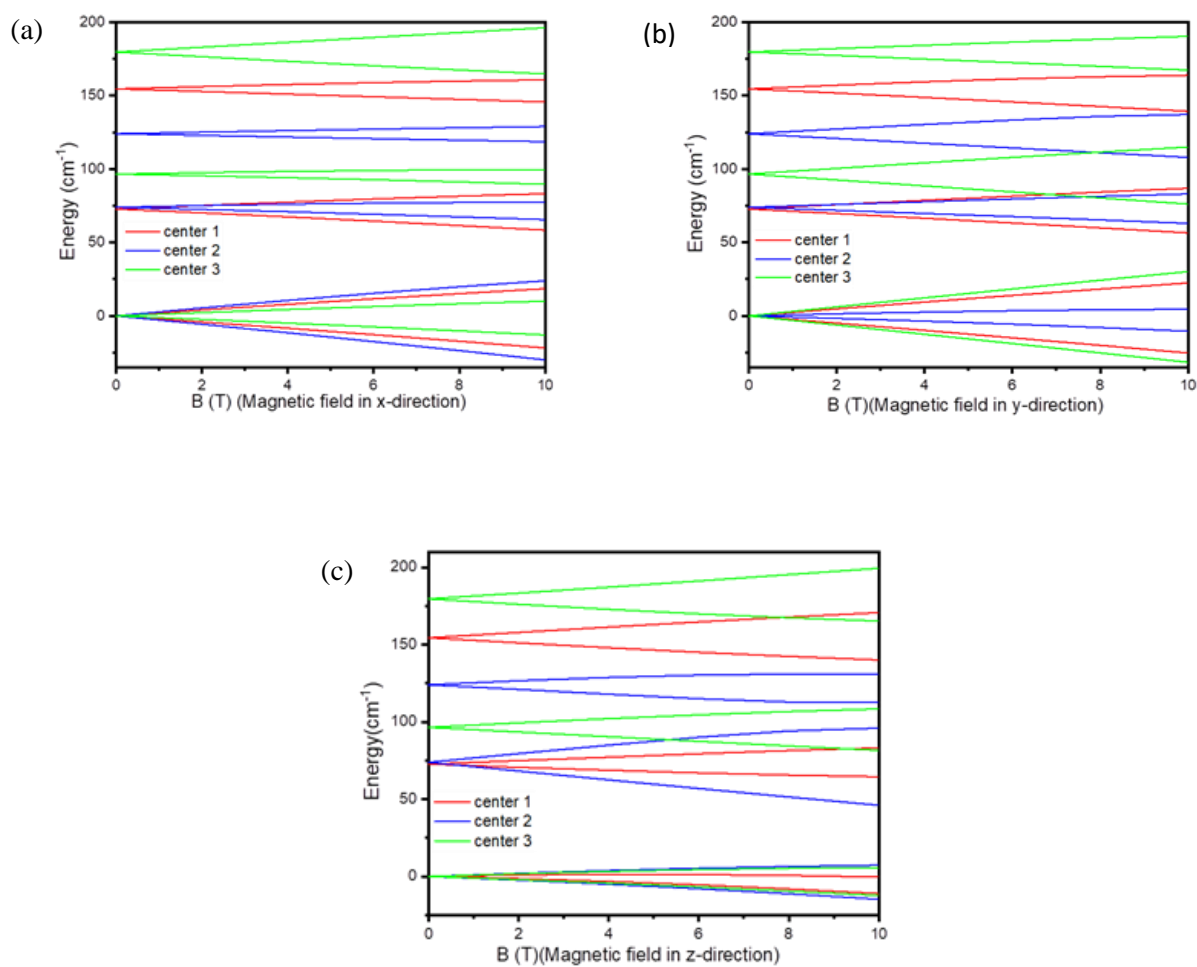 (a)
200
150
100
50
0
Energy (cm⁻¹)
center 1
center 2
center 3
0 2 4 6 8 10
B (T) (Magnetic field in x-direction)
(b)
200
150
100
50
0
Energy (cm⁻¹)
center 1
center 2
center 3
0 2 4 6 8 10
B (T)(Magnetic field in y-direction)
(c)
200
150
100
50
0
Energy(cm⁻¹)
center 1
center 2
center 3
0 2 4 6 8 10
B (T)(Magnetic field in z-direction)